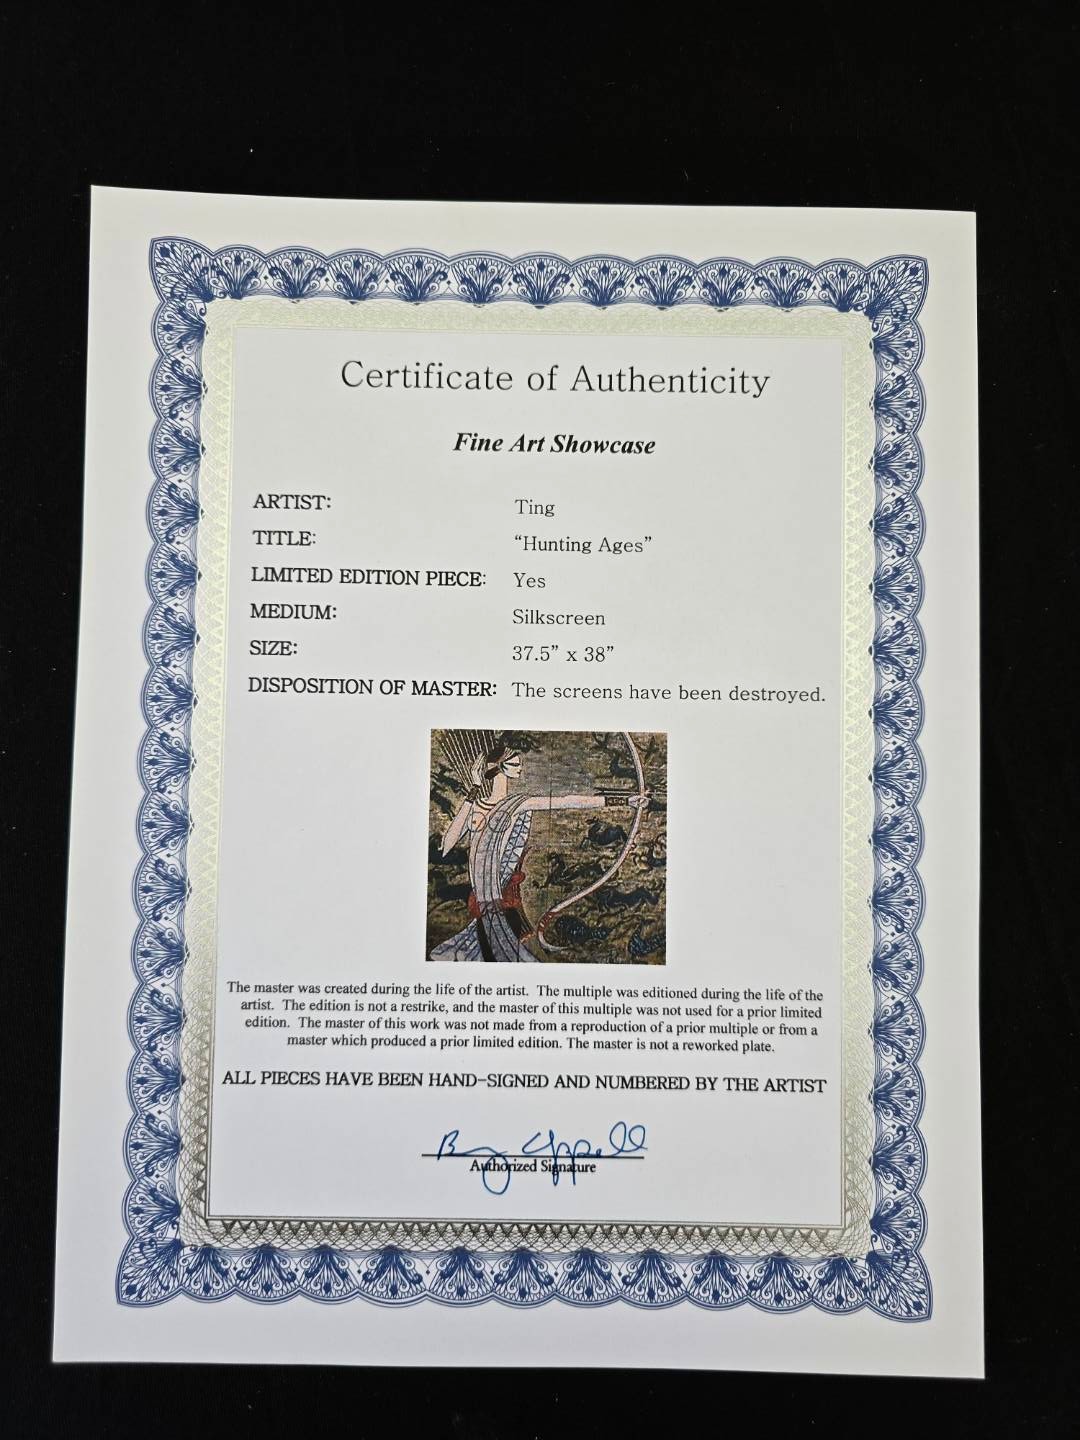 Certificate of Authenticity
Fine Art Showcase
ARTIST: Ting
TITLE: “Hunting Ages”
LIMITED EDITION PIECE: Yes
MEDIUM: Silkscreen
SIZE: 37.5” x 38”
DISPOSITION OF MASTER: The screens have been destroyed.
The master was created during the life of the artist. The multiple was editioned during the life of the
artist. The edition is not a restrike, and the master of this multiple was not used for a prior limited
edition. The master of this work was not made from a reproduction of a prior multiple or from a
master which produced a prior limited edition. The master is not a reworked plate.
ALL PIECES HAVE BEEN HAND-SIGNED AND NUMBERED BY THE ARTIST
Authorized Signature